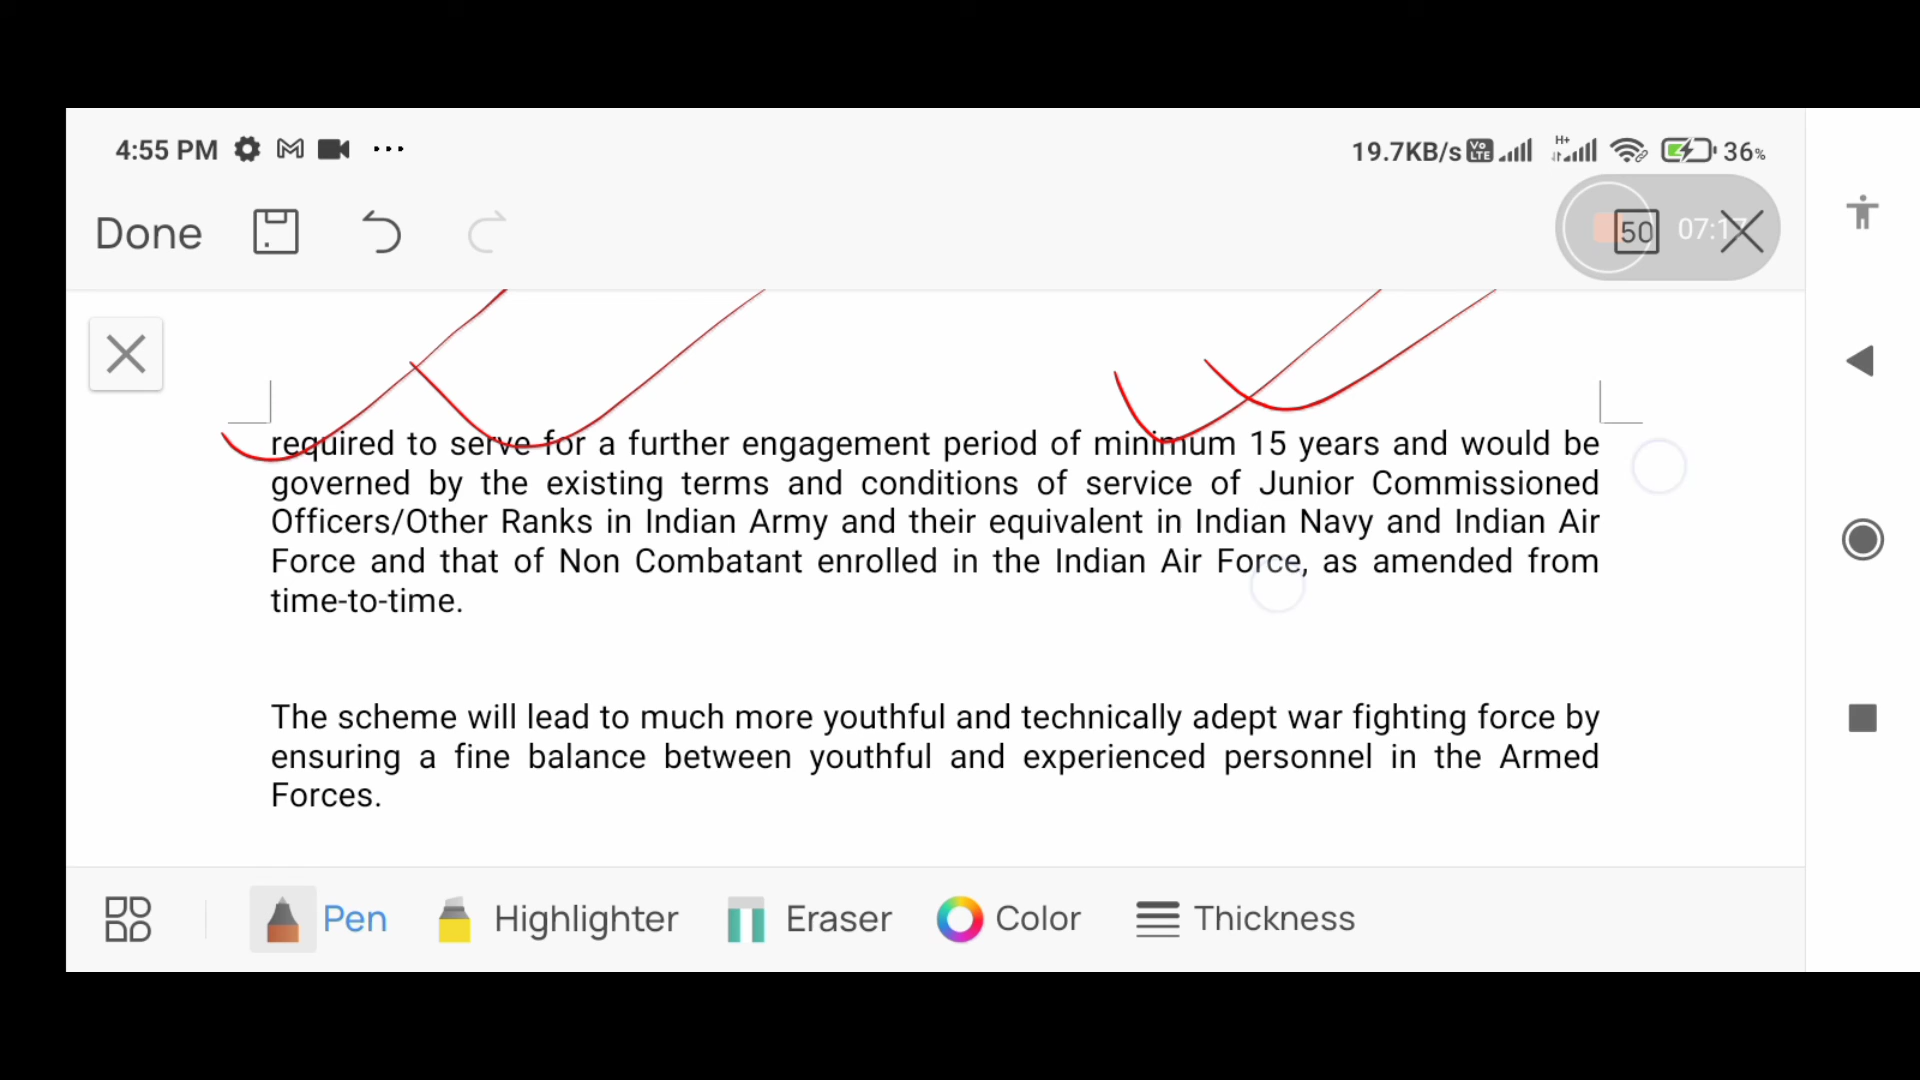 4:55 PM
19.7KB/s Vo LTE H+ 36%
Done
50
required to serve for a further engagement period of minimum 15 years and would be
governed by the existing terms and conditions of service of Junior Commissioned
Officers/Other Ranks in Indian Army and their equivalent in Indian Navy and Indian Air
Force and that of Non Combatant enrolled in the Indian Air Force, as amended from
time-to-time.
The scheme will lead to much more youthful and technically adept war fighting force by
ensuring a fine balance between youthful and experienced personnel in the Armed
Forces.
Pen Highlighter Eraser Color Thickness